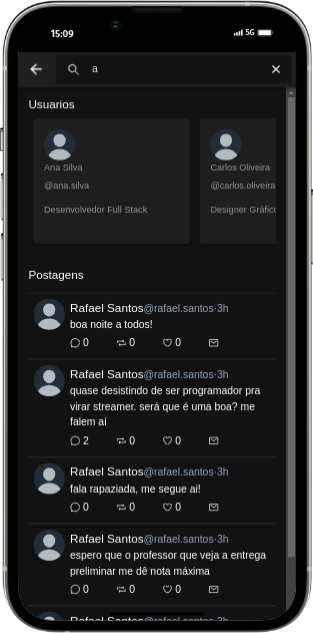 15:09
5G
a
Usuarios
Ana Silva
@ana.silva
Desenvolvedor Full Stack
Carlos Oliveira
@carlos.oliveira
Designer Gráfico
Postagens
Rafael Santos@rafael.santos·3h
boa noite a todos!
0 0 0
Rafael Santos@rafael.santos·3h
quase desistindo de ser programador pra
virar streamer. será que é uma boa? me
falem aí
2 0 0
Rafael Santos@rafael.santos·3h
fala rapaziada, me segue ai!
0 0 0
Rafael Santos@rafael.santos·3h
espero que o professor que veja a entrega
preliminar me dê nota máxima
0 0 0
Rafael Santos@rafael.santos·3h